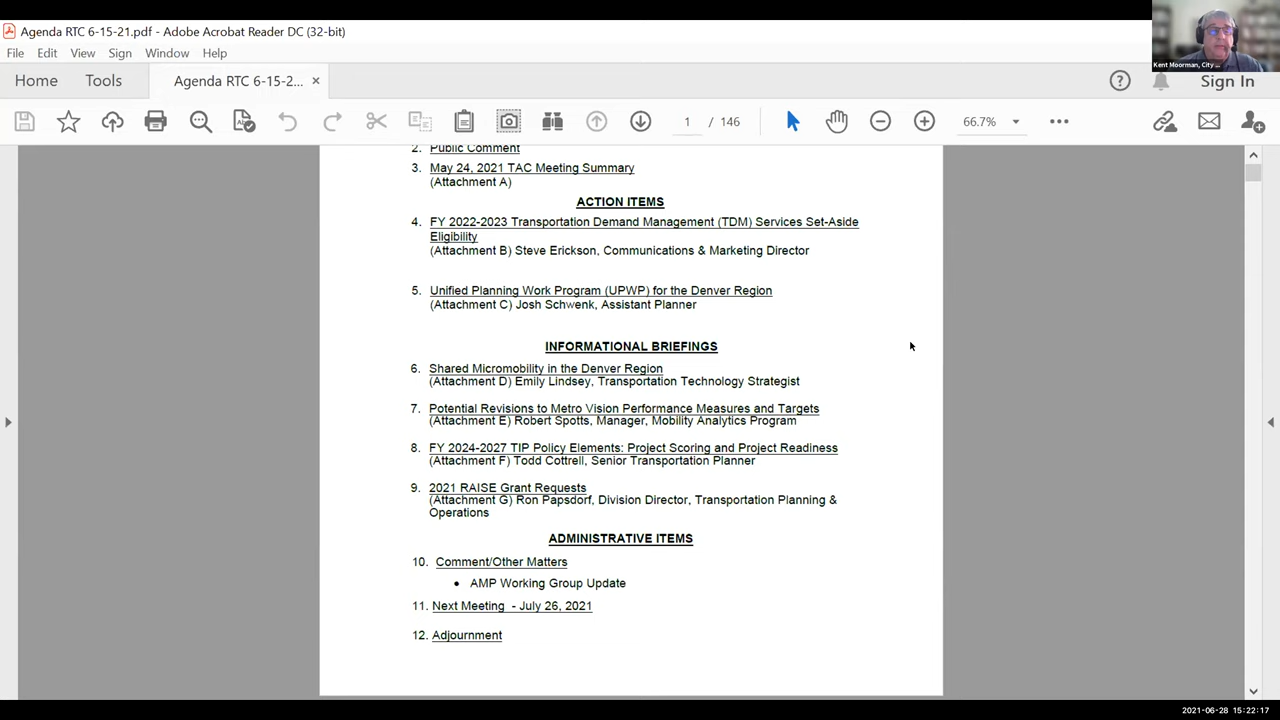 Agenda RTC 6-15-21.pdf - Adobe Acrobat Reader DC (32-bit)
Kent Moorman, City ...
File Edit View Sign Window Help
Home Tools Agenda RTC 6-15-2... × Sign In
1 / 146 66.7%
2. Public Comment
3. May 24, 2021 TAC Meeting Summary
(Attachment A)
ACTION ITEMS
4. FY 2022-2023 Transportation Demand Management (TDM) Services Set-Aside
Eligibility
(Attachment B) Steve Erickson, Communications & Marketing Director
5. Unified Planning Work Program (UPWP) for the Denver Region
(Attachment C) Josh Schwenk, Assistant Planner
INFORMATIONAL BRIEFINGS
6. Shared Micromobility in the Denver Region
(Attachment D) Emily Lindsey, Transportation Technology Strategist
7. Potential Revisions to Metro Vision Performance Measures and Targets
(Attachment E) Robert Spotts, Manager, Mobility Analytics Program
8. FY 2024-2027 TIP Policy Elements: Project Scoring and Project Readiness
(Attachment F) Todd Cottrell, Senior Transportation Planner
9. 2021 RAISE Grant Requests
(Attachment G) Ron Papsdorf, Division Director, Transportation Planning &
Operations
ADMINISTRATIVE ITEMS
10. Comment/Other Matters
• AMP Working Group Update
11. Next Meeting - July 26, 2021
12. Adjournment
2021-06-28 15:22:17